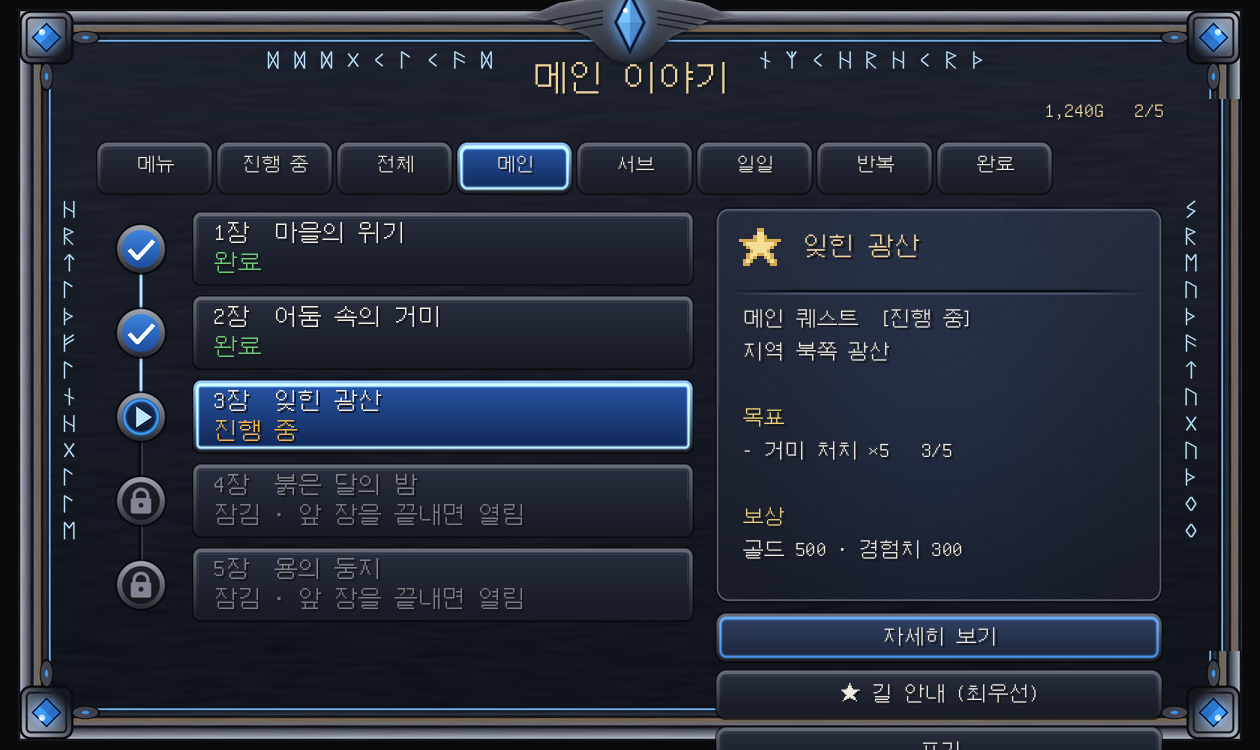 ᛞ ᛞ ᛞ ᚷ ᚲ ᛚ ᚲ ᚨ ᛞ
ᚾ ᛉ ᚲ ᚺ ᚱ ᚺ ᚲ ᚱ ᚦ
메인 이야기
1,240G 2/5
메뉴 진행 중 전체 메인 서브 일일 반복 완료
1장 마을의 위기
완료
2장 어둠 속의 거미
완료
3장 잊힌 광산
진행 중
4장 붉은 달의 밤
잠김 · 앞 장을 끝내면 열림
5장 용의 둥지
잠김 · 앞 장을 끝내면 열림
잊힌 광산
메인 퀘스트 [진행 중]
지역 북쪽 광산
목표
- 거미 처치 ×5 3/5
보상
골드 500 · 경험치 300
자세히 보기
★ 길 안내 (최우선)